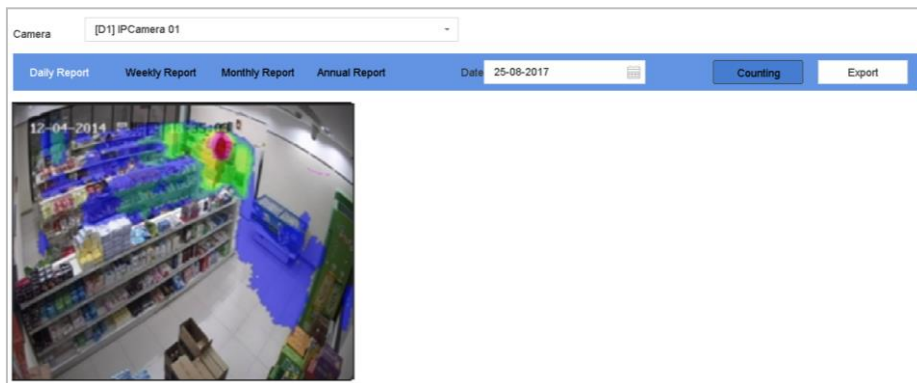 Camera [D1] IPCamera 01
Daily Report Weekly Report Monthly Report Annual Report Date 25-08-2017 Counting Export
12-04-2014